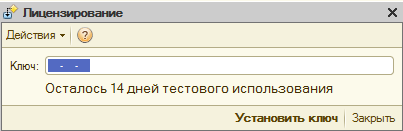 Лицензирование
Действия
Ключ: - -
Осталось 14 дней тестового использования
Установить ключ Закрыть